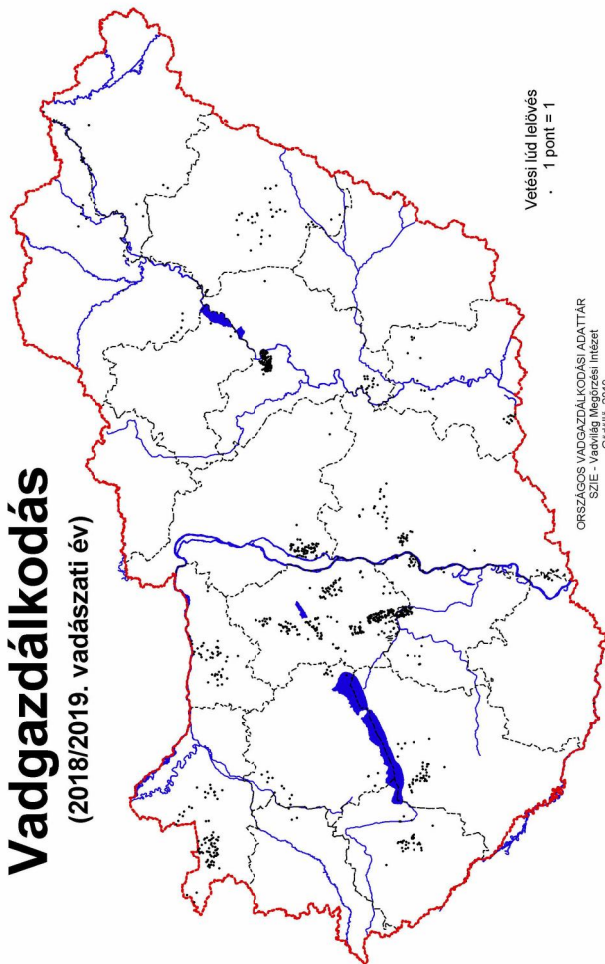 Vadgazdálkodás
(2018/2019. vadászati év)
Vetési lúd lelövés
. 1 pont = 1
ORSZÁGOS VADGAZDÁLKODÁSI ADATTÁR
SZIE - Vadvilág Megőrzési Intézet